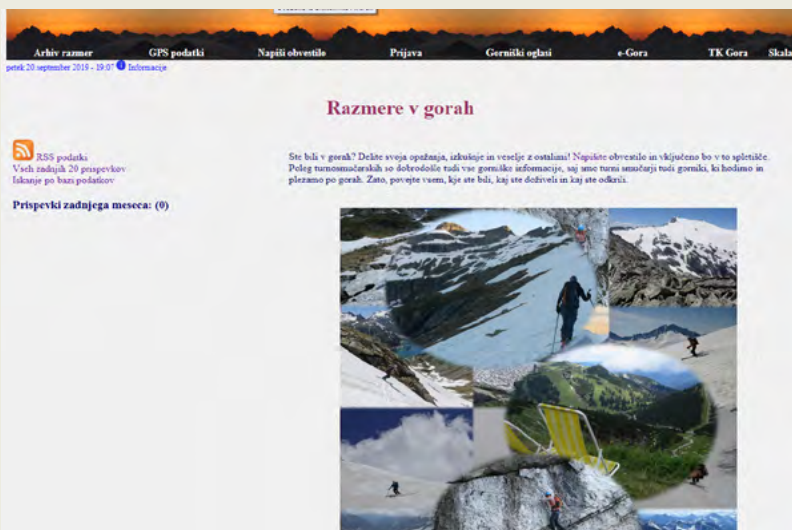 Arhiv razmer GPS podatki Napiši obvestilo Prijava Gorniški oglasi e-Gora TK Gora Skala
petek 20 september 2019 - 19:07 Informacije
Razmere v gorah
RSS podatki
Vseh zadnjih 20 prispevkov
Iskanje po bazi podatkov
Prispevki zadnjega meseca: (0)
Ste bili v gorah? Delite svoja opažanja, izkušnje in veselje z ostalimi! Napišite obvestilo in vključeno bo v to spletišče.
Poleg turnosmučarskih so dobrodošle tudi vse gorniške informacije, saj smo turni smučarji tudi gorniki, ki hodimo in
plezamo po gorah. Zato, povejte vsem, kje ste bili, kaj ste doživeli in kaj ste odkrili.